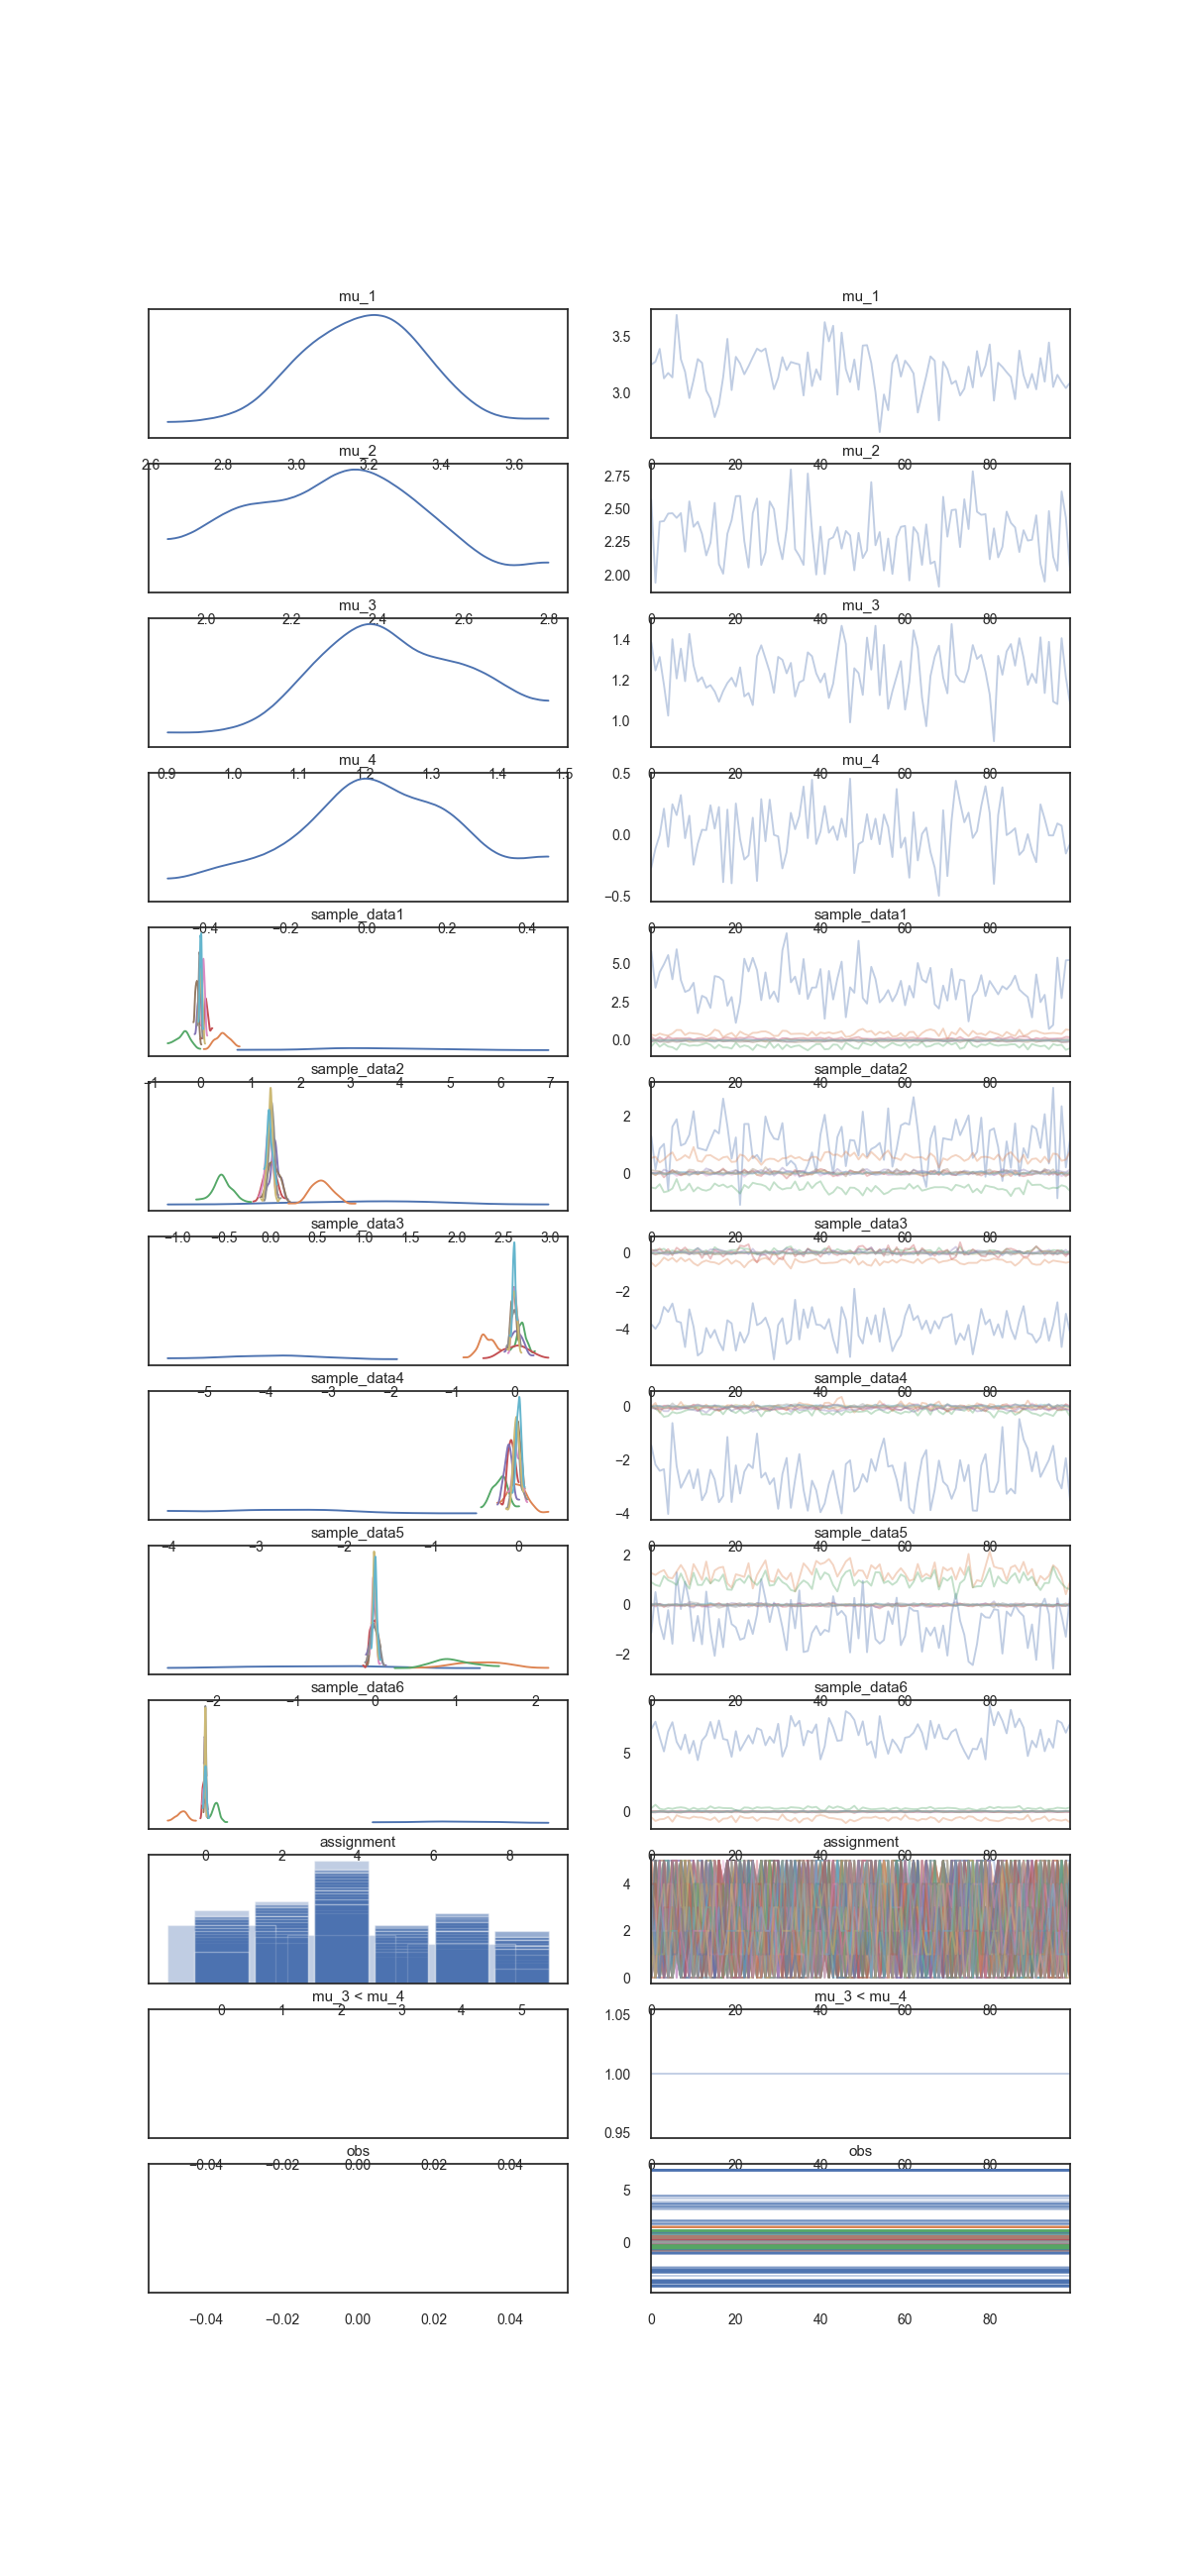 mu_1 mu_1
3.5
3.0
mu_2 mu_2
2.6 2.8 3.0 3.2 3.4 3.6 0 20 40 60 80
2.75
2.50
2.25
2.00
mu_3 mu_3
2.0 2.2 2.4 2.6 2.8 0 20 40 60 80
1.4
1.2
1.0
mu_4 mu_4
0.9 1.0 1.1 1.2 1.3 1.4 1.5 0 20 40 60 80
0.5
0.0
−0.5
sample_data1 sample_data1
−0.4 −0.2 0.0 0.2 0.4 0 20 40 60 80
5.0
2.5
0.0
sample_data2 sample_data2
−1 0 1 2 3 4 5 6 7 0 20 40 60 80
2
0
sample_data3 sample_data3
−1.0 −0.5 0.0 0.5 1.0 1.5 2.0 2.5 3.0 0 20 40 60 80
0
−2
−4
sample_data4 sample_data4
−5 −4 −3 −2 −1 0 0 20 40 60 80
0
−2
−4
sample_data5 sample_data5
−4 −3 −2 −1 0 0 20 40 60 80
2
0
−2
sample_data6 sample_data6
−2 −1 0 1 2 0 20 40 60 80
5
0
assignment assignment
0 2 4 6 8 0 20 40 60 80
4
2
0
mu_3 < mu_4 mu_3 < mu_4
0 1 2 3 4 5 0 20 40 60 80
1.05
1.00
0.95
obs obs
−0.04 −0.02 0.00 0.02 0.04 0 20 40 60 80
5
0
−0.04 −0.02 0.00 0.02 0.04 0 20 40 60 80